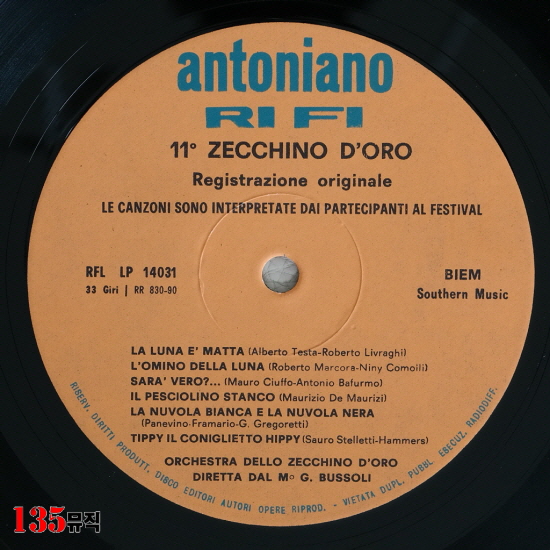 antoniano
RI FI
11° ZECCHINO D'ORO
Registrazione originale
LE CANZONI SONO INTERPRETATE DAI PARTECIPANTI AL FESTIVAL
RFL LP 14031
33 Giri | RR 830-90
BIEM
Southern Music
LA LUNA E' MATTA (Alberto Testa-Roberto Livraghi)
L'OMINO DELLA LUNA (Roberto Marcora-Niny Comolli)
SARA' VERO?... (Mauro Ciuffo-Antonio Bafurmo)
IL PESCIOLINO STANCO (Maurizio De Maurizi)
LA NUVOLA BIANCA E LA NUVOLA NERA
(Panevino-Framario-G. Gregoretti)
TIPPY IL CONIGLIETTO HIPPY (Sauro Stelletti-Hammers)
ORCHESTRA DELLO ZECCHINO D'ORO
DIRETTA DAL Mº G. BUSSOLI
RISERV. DIRITTI PRODUTT. DISCO EDITORI AUTORI OPERE RIPROD. - VIETATA DUPL. PUBBL. EBECUZ. RADIODIFF.
135뮤직